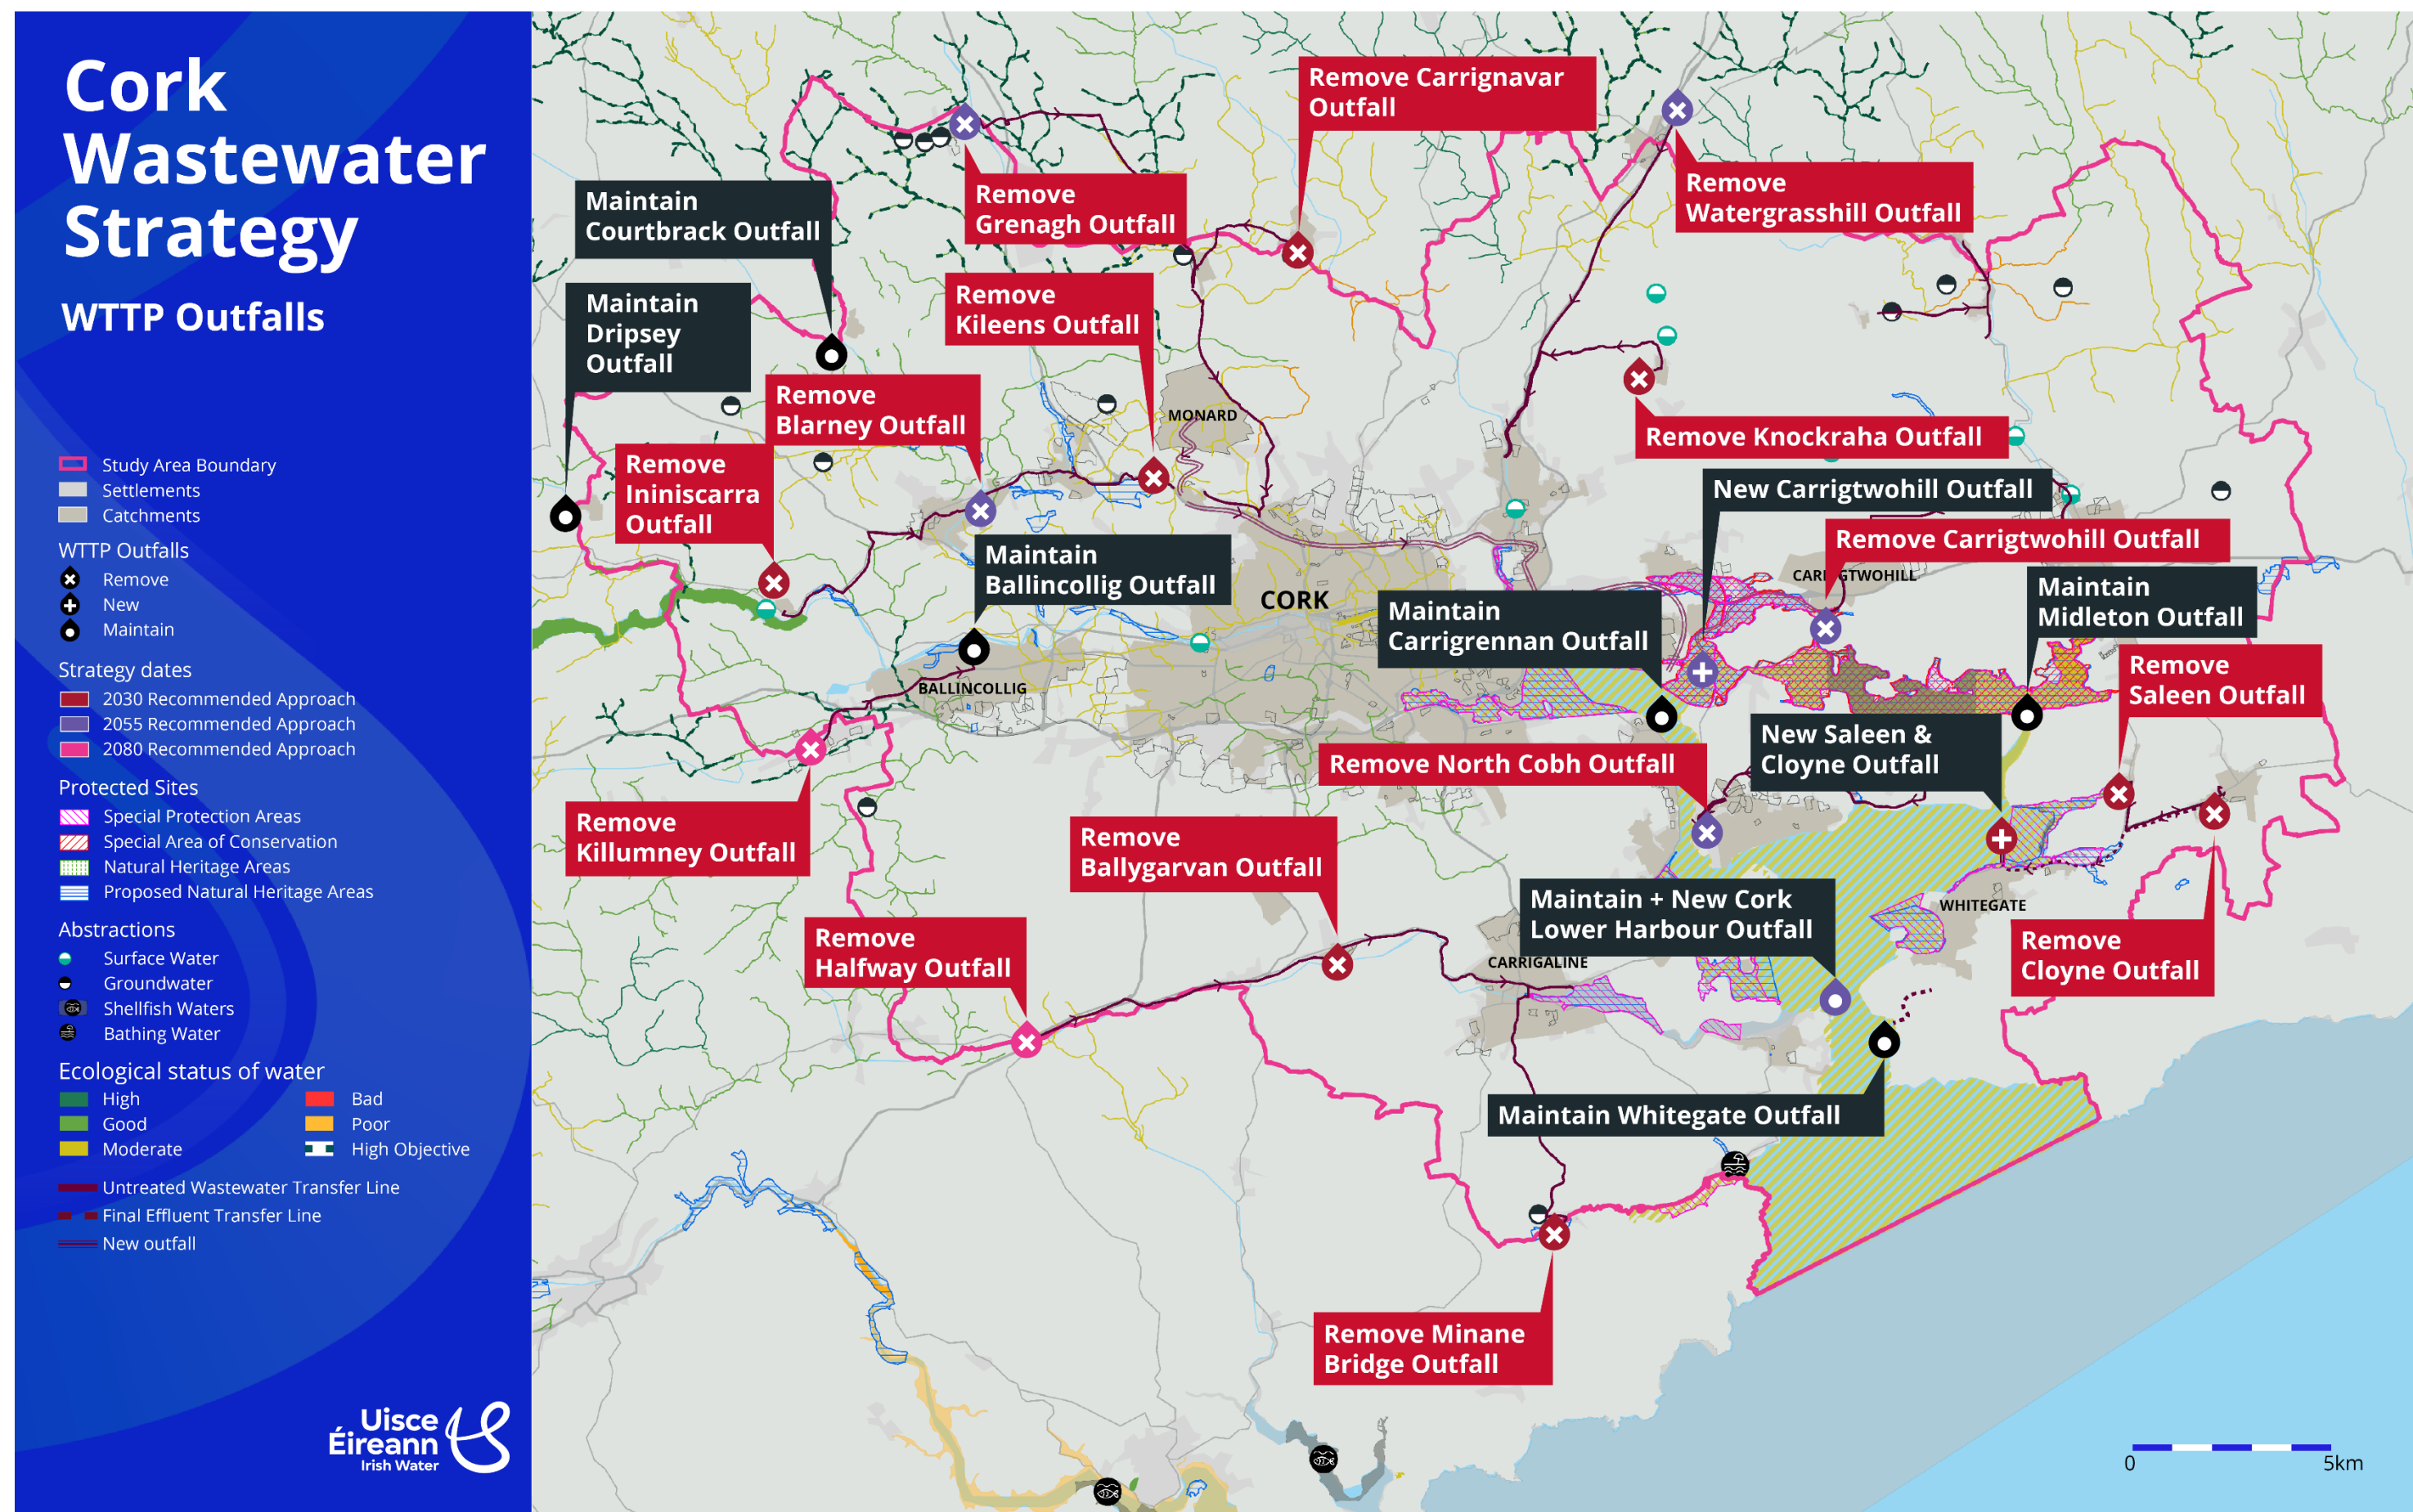 Cork
Wastewater
Strategy
WTTP Outfalls
Study Area Boundary
Settlements
Catchments
WTTP Outfalls
Remove
New
Maintain
Strategy dates
2030 Recommended Approach
2055 Recommended Approach
2080 Recommended Approach
Protected Sites
Special Protection Areas
Special Area of Conservation
Natural Heritage Areas
Proposed Natural Heritage Areas
Abstractions
Surface Water
Groundwater
Shellfish Waters
Bathing Water
Ecological status of water
High
Good
Moderate
Bad
Poor
High Objective
Untreated Wastewater Transfer Line
Final Effluent Transfer Line
New outfall
Uisce
Éireann
Irish Water
Remove Carrignavar
Outfall
Remove
Watergrasshill Outfall
Remove
Grenagh Outfall
Maintain
Courtbrack Outfall
Maintain
Dripsey
Outfall
Remove
Kileens Outfall
Remove
Blarney Outfall
MONARD
Remove Knockraha Outfall
Remove
Ininiscarra
Outfall
New Carrigtwohill Outfall
Remove Carrigtwohill Outfall
Maintain
Ballincollig Outfall
CARRIGTWOHILL
CORK
Maintain
Carrigrennan Outfall
Maintain
Midleton Outfall
Remove
Saleen Outfall
BALLINCOLLIG
New Saleen &
Cloyne Outfall
Remove North Cobh Outfall
Remove
Killumney Outfall
Remove
Ballygarvan Outfall
Maintain + New Cork
Lower Harbour Outfall
WHITEGATE
Remove
Halfway Outfall
CARRIGALINE
Remove
Cloyne Outfall
Maintain Whitegate Outfall
Remove Minane
Bridge Outfall
0 5km